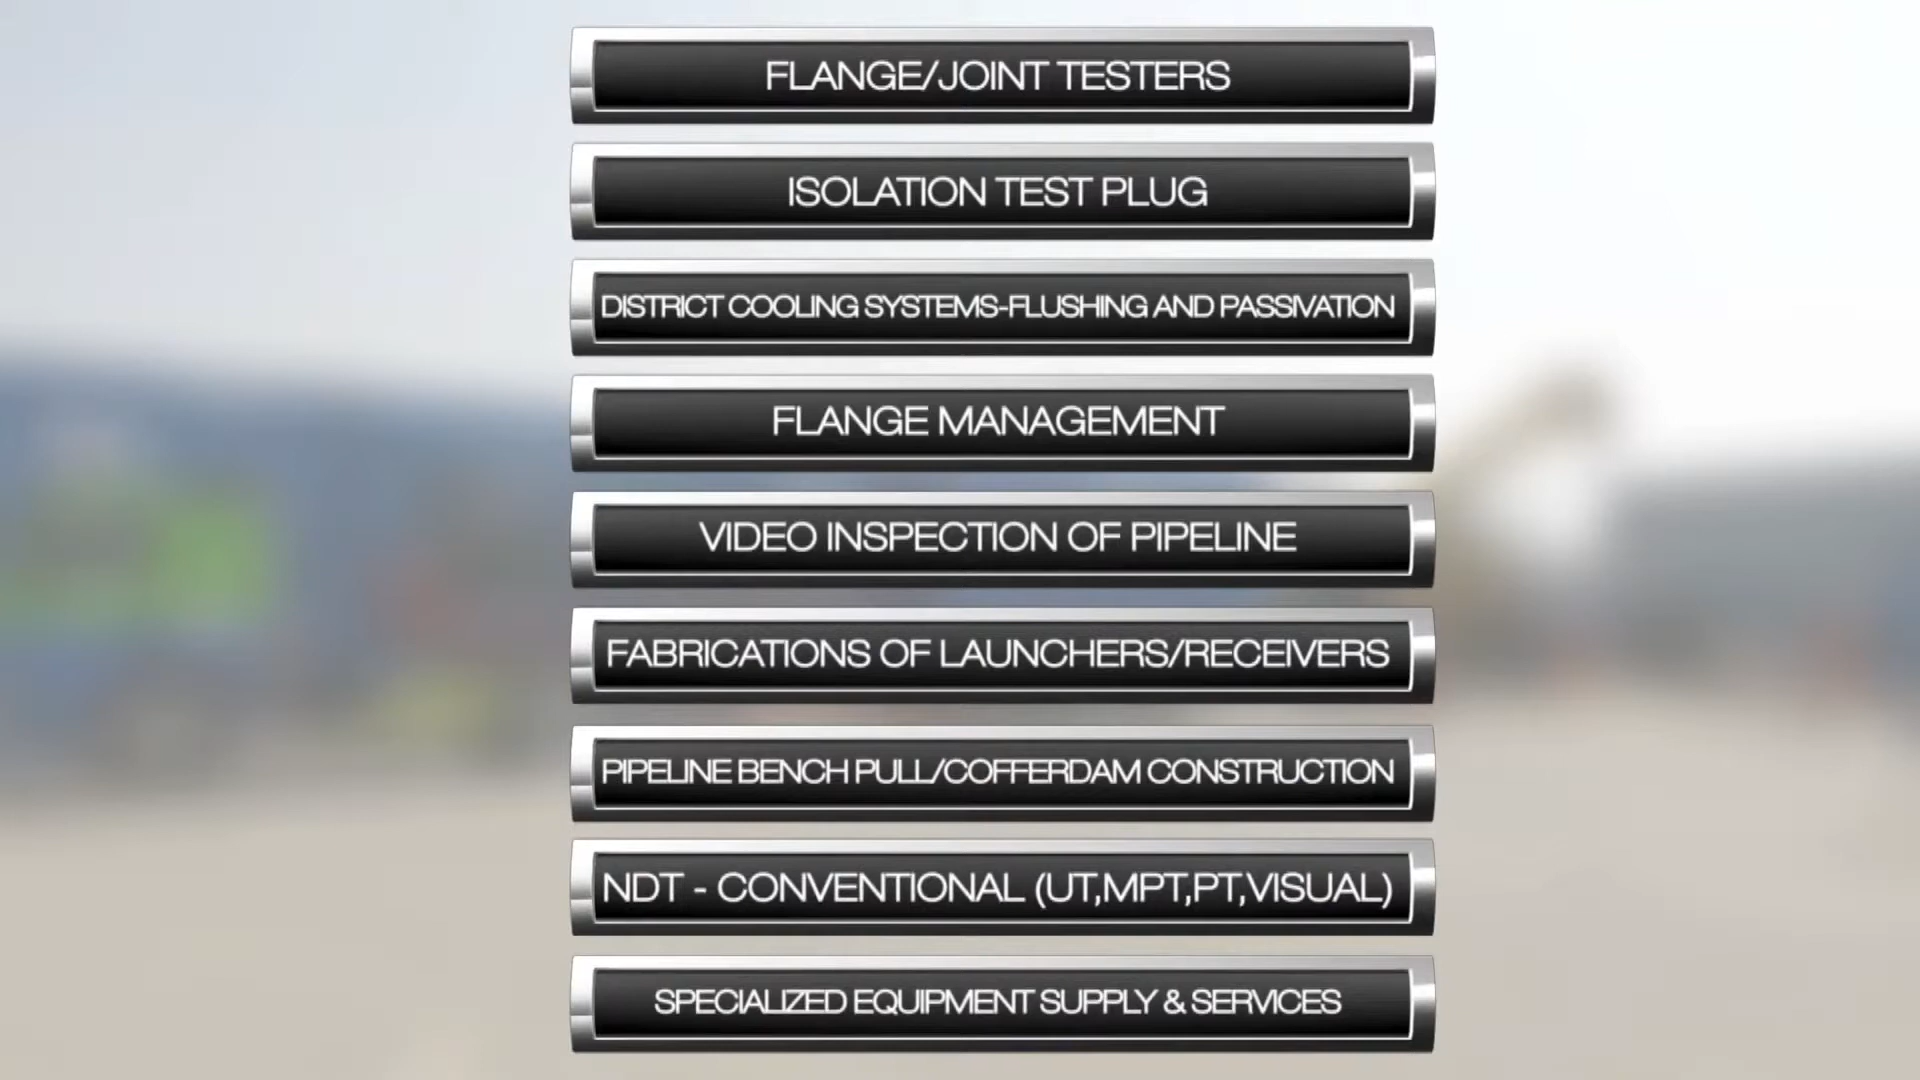 FLANGE/JOINT TESTERS
ISOLATION TEST PLUG
DISTRICT COOLING SYSTEMS-FLUSHING AND PASSIVATION
FLANGE MANAGEMENT
VIDEO INSPECTION OF PIPELINE
FABRICATIONS OF LAUNCHERS/RECEIVERS
PIPELINE BENCH PULL/COFFERDAM CONSTRUCTION
NDT - CONVENTIONAL (UT,MPT,PT,VISUAL)
SPECIALIZED EQUIPMENT SUPPLY & SERVICES